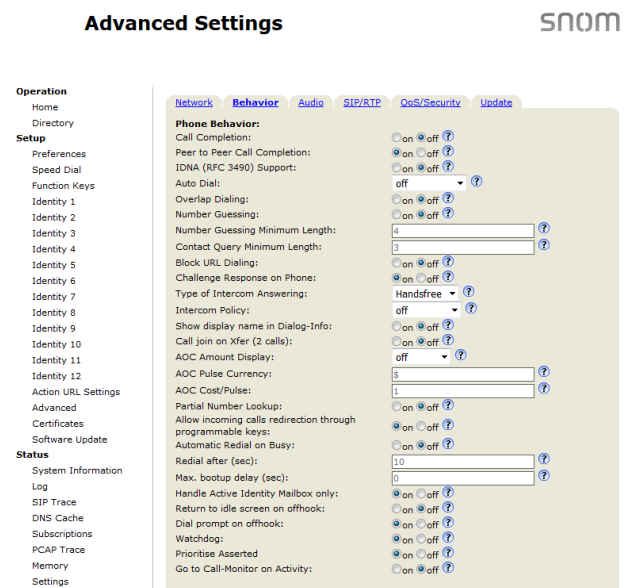 Advanced Settings
snom
Operation
Home
Directory
Setup
Preferences
Speed Dial
Function Keys
Identity 1
Identity 2
Identity 3
Identity 4
Identity 5
Identity 6
Identity 7
Identity 8
Identity 9
Identity 10
Identity 11
Identity 12
Action URL Settings
Advanced
Certificates
Software Update
Status
System Information
Log
SIP Trace
DNS Cache
Subscriptions
PCAP Trace
Memory
Settings
Network Behavior Audio SIP/RTP QoS/Security Update
Phone Behavior:
Call Completion: on off ?
Peer to Peer Call Completion: on off ?
IDNA (RFC 3490) Support: on off ?
Auto Dial: off ?
Overlap Dialing: on off ?
Number Guessing: on off ?
Number Guessing Minimum Length: 4 ?
Contact Query Minimum Length: 3 ?
Block URL Dialing: on off ?
Challenge Response on Phone: on off ?
Type of Intercom Answering: Handsfree ?
Intercom Policy: off ?
Show display name in Dialog-Info: on off ?
Call join on Xfer (2 calls): on off ?
AOC Amount Display: off ?
AOC Pulse Currency: $ ?
AOC Cost/Pulse: 1 ?
Partial Number Lookup: on off ?
Allow incoming calls redirection through
programmable keys: on off ?
Automatic Redial on Busy: on off ?
Redial after (sec): 10 ?
Max. bootup delay (sec): 0 ?
Handle Active Identity Mailbox only: on off ?
Return to idle screen on offhook: on off ?
Dial prompt on offhook: on off ?
Watchdog: on off ?
Prioritise Asserted on off ?
Go to Call-Monitor on Activity: on off ?